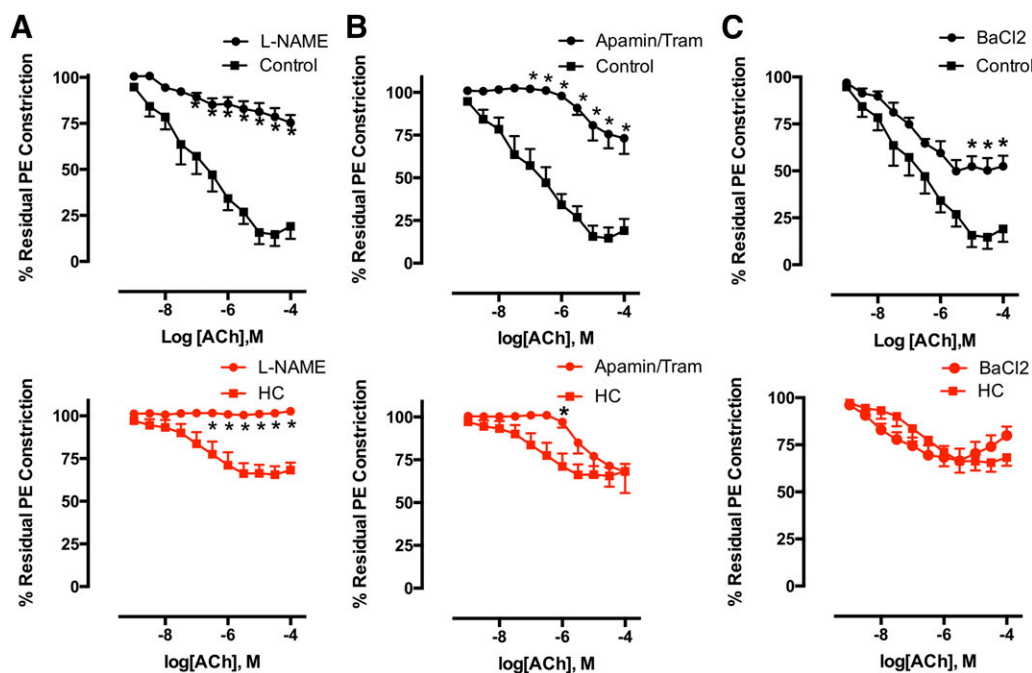 A
L-NAME
Control
% Residual PE Constriction
100
75
50
25
0
* * * * * * *
-8 -6 -4
Log [ACh],M
B
Apamin/Tram
Control
% Residual PE Constriction
100
75
50
25
0
* * * * * * *
-8 -6 -4
log[ACh], M
C
BaCl2
Control
% Residual PE Constriction
100
75
50
25
0
* * *
-8 -6 -4
Log [ACh],M
L-NAME
HC
% Residual PE Constriction
100
75
50
25
0
* * * * * *
-8 -6 -4
log[ACh], M
Apamin/Tram
HC
% Residual PE Constriction
100
75
50
25
0
*
-8 -6 -4
log[ACh], M
BaCl2
HC
% Residual PE Constriction
100
75
50
25
0
-8 -6 -4
log[ACh], M